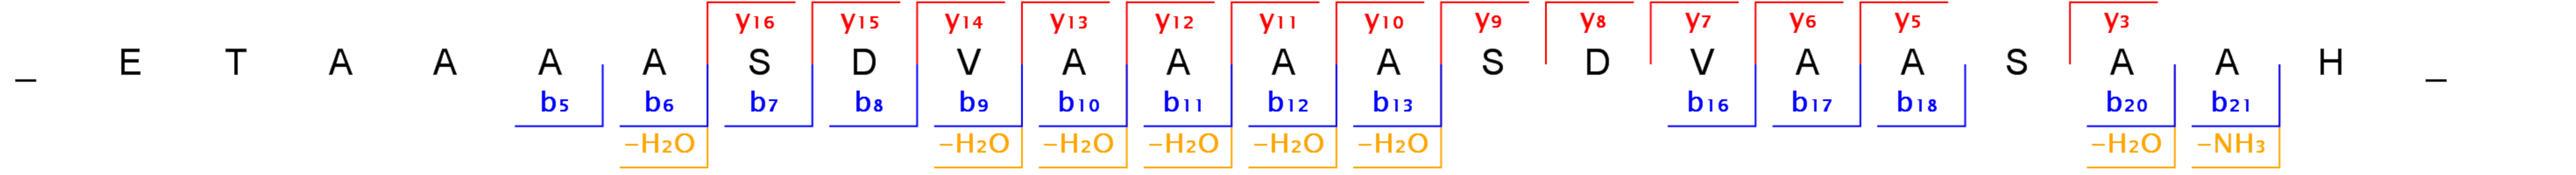 y16 y15 y14 y13 y12 y11 y10 y9 y8 y7 y6 y5 y3
_ E T A A A A S D V A A A A S D V A A S A A H _
b5 b6 b7 b8 b9 b10 b11 b12 b13 b16 b17 b18 b20 b21
-H2O -H2O -H2O -H2O -H2O -H2O -H2O -NH3